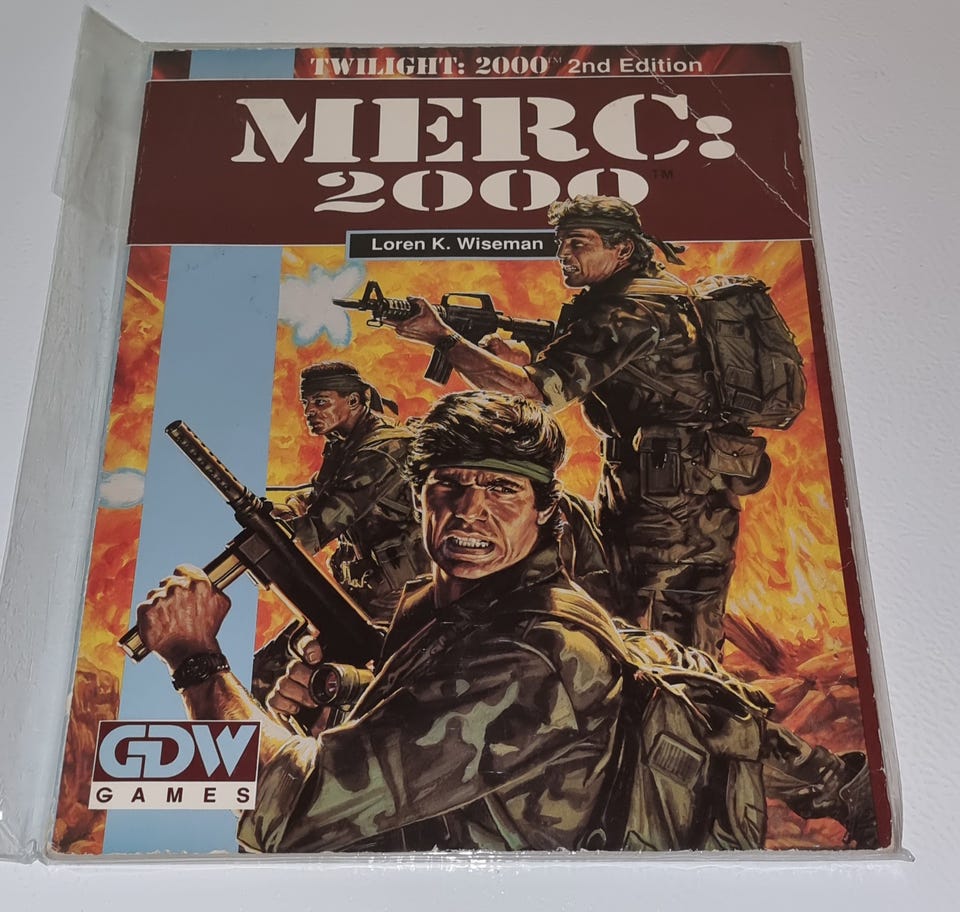 TWILIGHT: 2000™ 2nd Edition
MERC:
2000™
Loren K. Wiseman
GDW
GAMES